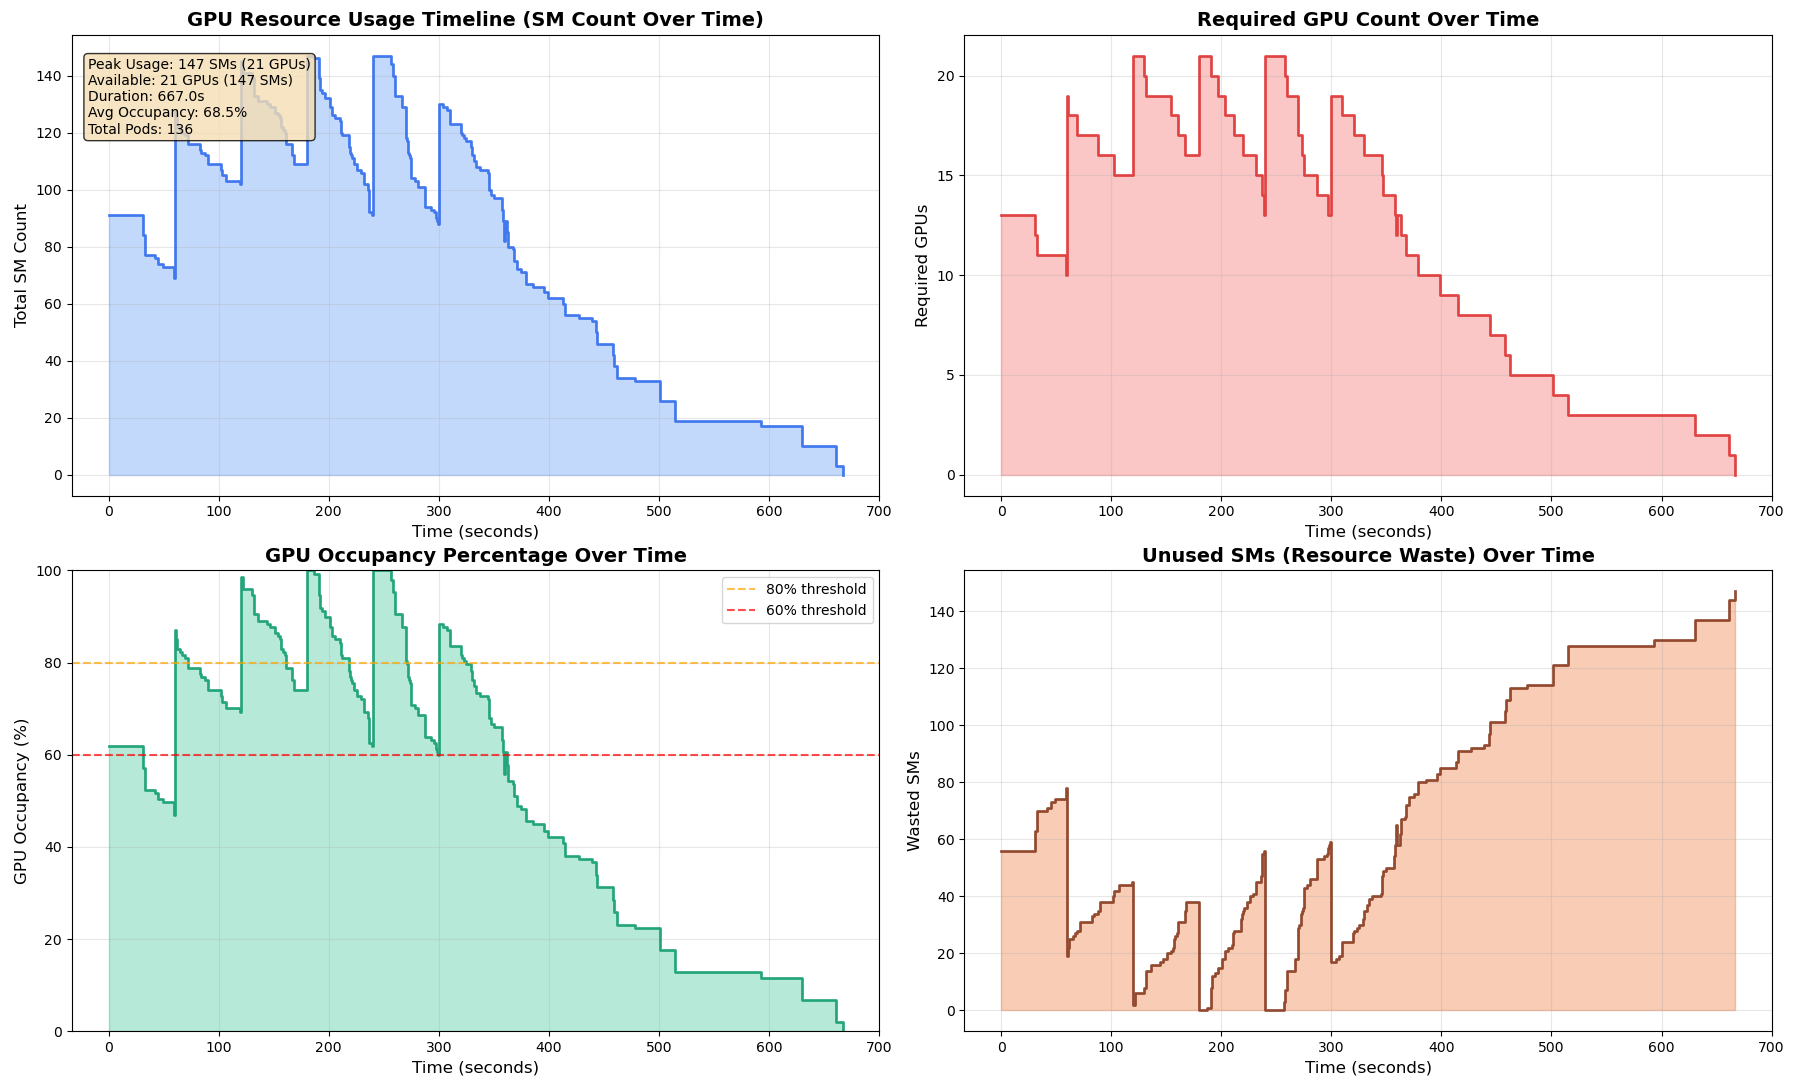 GPU Resource Usage Timeline (SM Count Over Time)
Peak Usage: 147 SMs (21 GPUs)
Available: 21 GPUs (147 SMs)
Duration: 667.0s
Avg Occupancy: 68.5%
Total Pods: 136
Total SM Count
140
120
100
80
60
40
20
0
0 100 200 300 400 500 600 700
Time (seconds)
Required GPU Count Over Time
Required GPUs
20
15
10
5
0
0 100 200 300 400 500 600 700
Time (seconds)
GPU Occupancy Percentage Over Time
80% threshold
60% threshold
GPU Occupancy (%)
100
80
60
40
20
0
0 100 200 300 400 500 600 700
Time (seconds)
Unused SMs (Resource Waste) Over Time
Wasted SMs
140
120
100
80
60
40
20
0
0 100 200 300 400 500 600 700
Time (seconds)